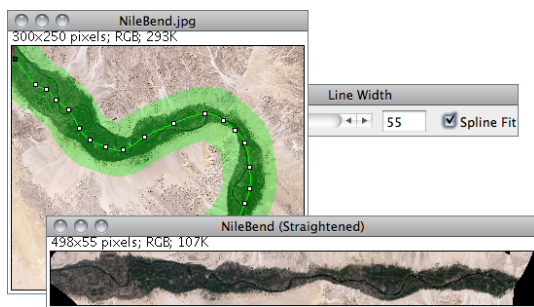 NileBend.jpg
300x250 pixels; RGB; 293K
Line Width
55
Spline Fit
NileBend (Straightened)
498x55 pixels; RGB; 107K